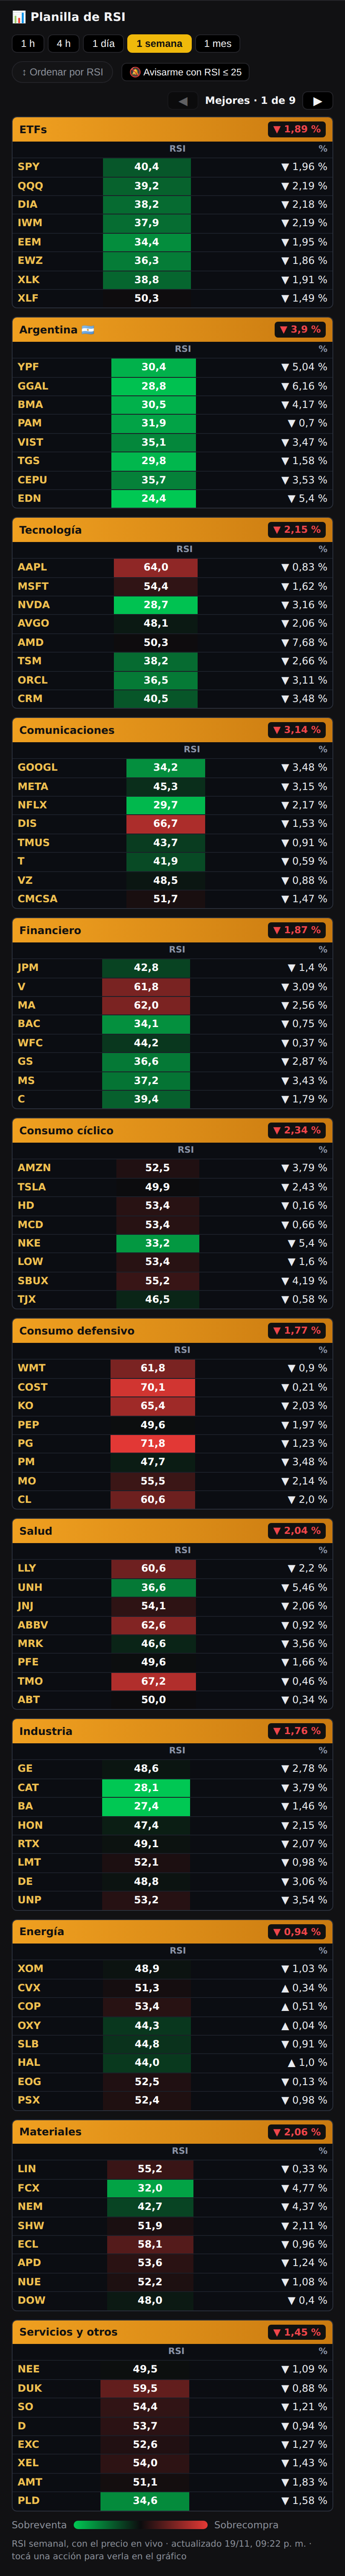 📊 Planilla de RSI
1 h 4 h 1 día 1 semana 1 mes
↕ Ordenar por RSI 🔕 Avisarme con RSI ≤ 25
◀ Mejores · 1 de 9 ▶
ETFs ▼ 1,89 %
RSI %
SPY 40,4 ▼ 1,96 %
QQQ 39,2 ▼ 2,19 %
DIA 38,2 ▼ 2,18 %
IWM 37,9 ▼ 2,19 %
EEM 34,4 ▼ 1,95 %
EWZ 36,3 ▼ 1,86 %
XLK 38,8 ▼ 1,91 %
XLF 50,3 ▼ 1,49 %
Argentina 🇦🇷 ▼ 3,9 %
RSI %
YPF 30,4 ▼ 5,04 %
GGAL 28,8 ▼ 6,16 %
BMA 30,5 ▼ 4,17 %
PAM 31,9 ▼ 0,7 %
VIST 35,1 ▼ 3,47 %
TGS 29,8 ▼ 1,58 %
CEPU 35,7 ▼ 3,53 %
EDN 24,4 ▼ 5,4 %
Tecnología ▼ 2,15 %
RSI %
AAPL 64,0 ▼ 0,83 %
MSFT 54,4 ▼ 1,62 %
NVDA 28,7 ▼ 3,16 %
AVGO 48,1 ▼ 2,06 %
AMD 50,3 ▼ 7,68 %
TSM 38,2 ▼ 2,66 %
ORCL 36,5 ▼ 3,11 %
CRM 40,5 ▼ 3,48 %
Comunicaciones ▼ 3,14 %
RSI %
GOOGL 34,2 ▼ 3,48 %
META 45,3 ▼ 3,15 %
NFLX 29,7 ▼ 2,17 %
DIS 66,7 ▼ 1,53 %
TMUS 43,7 ▼ 0,91 %
T 41,9 ▼ 0,59 %
VZ 48,5 ▼ 0,88 %
CMCSA 51,7 ▼ 1,47 %
Financiero ▼ 1,87 %
RSI %
JPM 42,8 ▼ 1,4 %
V 61,8 ▼ 3,09 %
MA 62,0 ▼ 2,56 %
BAC 34,1 ▼ 0,75 %
WFC 44,2 ▼ 0,37 %
GS 36,6 ▼ 2,87 %
MS 37,2 ▼ 3,43 %
C 39,4 ▼ 1,79 %
Consumo cíclico ▼ 2,34 %
RSI %
AMZN 52,5 ▼ 3,79 %
TSLA 49,9 ▼ 2,43 %
HD 53,4 ▼ 0,16 %
MCD 53,4 ▼ 0,66 %
NKE 33,2 ▼ 5,4 %
LOW 53,4 ▼ 1,6 %
SBUX 55,2 ▼ 4,19 %
TJX 46,5 ▼ 0,58 %
Consumo defensivo ▼ 1,77 %
RSI %
WMT 61,8 ▼ 0,9 %
COST 70,1 ▼ 0,21 %
KO 65,4 ▼ 2,03 %
PEP 49,6 ▼ 1,97 %
PG 71,8 ▼ 1,23 %
PM 47,7 ▼ 3,48 %
MO 55,5 ▼ 2,14 %
CL 60,6 ▼ 2,0 %
Salud ▼ 2,04 %
RSI %
LLY 60,6 ▼ 2,2 %
UNH 36,6 ▼ 5,46 %
JNJ 54,1 ▼ 2,06 %
ABBV 62,6 ▼ 0,92 %
MRK 46,6 ▼ 3,56 %
PFE 49,6 ▼ 1,66 %
TMO 67,2 ▼ 0,46 %
ABT 50,0 ▼ 0,34 %
Industria ▼ 1,76 %
RSI %
GE 48,6 ▼ 2,78 %
CAT 28,1 ▼ 3,79 %
BA 27,4 ▼ 1,46 %
HON 47,4 ▼ 2,15 %
RTX 49,1 ▼ 2,07 %
LMT 52,1 ▼ 0,98 %
DE 48,8 ▼ 3,06 %
UNP 53,2 ▼ 3,54 %
Energía ▼ 0,94 %
RSI %
XOM 48,9 ▼ 1,03 %
CVX 51,3 ▲ 0,34 %
COP 53,4 ▲ 0,51 %
OXY 44,3 ▲ 0,04 %
SLB 44,8 ▼ 0,91 %
HAL 44,0 ▲ 1,0 %
EOG 52,5 ▼ 0,13 %
PSX 52,4 ▼ 0,98 %
Materiales ▼ 2,06 %
RSI %
LIN 55,2 ▼ 0,33 %
FCX 32,0 ▼ 4,77 %
NEM 42,7 ▼ 4,37 %
SHW 51,9 ▼ 2,11 %
ECL 58,1 ▼ 0,96 %
APD 53,6 ▼ 1,24 %
NUE 52,2 ▼ 1,08 %
DOW 48,0 ▼ 0,4 %
Servicios y otros ▼ 1,45 %
RSI %
NEE 49,5 ▼ 1,09 %
DUK 59,5 ▼ 0,88 %
SO 54,4 ▼ 1,21 %
D 53,7 ▼ 0,94 %
EXC 52,6 ▼ 1,27 %
XEL 54,0 ▼ 1,43 %
AMT 51,1 ▼ 1,83 %
PLD 34,6 ▼ 1,58 %
Sobreventa Sobrecompra
RSI semanal, con el precio en vivo · actualizado 19/11, 09:22 p. m. ·
tocá una acción para verla en el gráfico